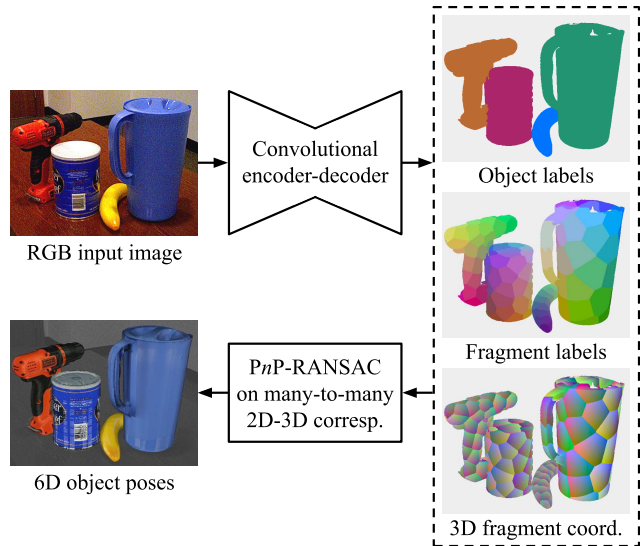 RGB input image
Convolutional
encoder-decoder
Object labels
Fragment labels
3D fragment coord.
PnP-RANSAC
on many-to-many
2D-3D corresp.
6D object poses